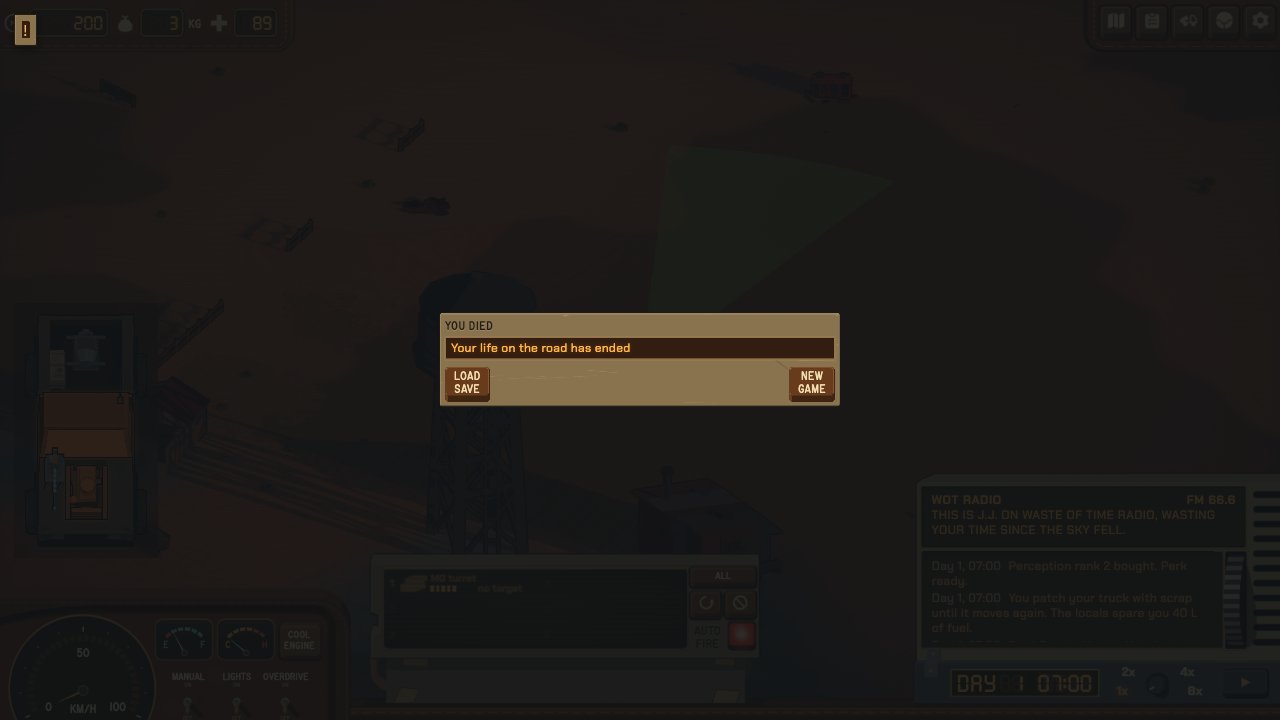 !
200
3 KG
89
YOU DIED
Your life on the road has ended
LOAD SAVE
NEW GAME
WOT RADIO FM 66.6
THIS IS J.J. ON WASTE OF TIME RADIO, WASTING
YOUR TIME SINCE THE SKY FELL.
Day 1, 07:00 Perception rank 2 bought. Perk
ready.
Day 1, 07:00 You patch your truck with scrap
until it moves again. The locals spare you 40 L
of fuel.
MG turret
no target
ALL
AUTO
FIRE
E F
C H
COOL
ENGINE
MANUAL LIGHTS OVERDRIVE
50
0 KM/H 100
DAY 1 07:00
2x 4x
1x 8x